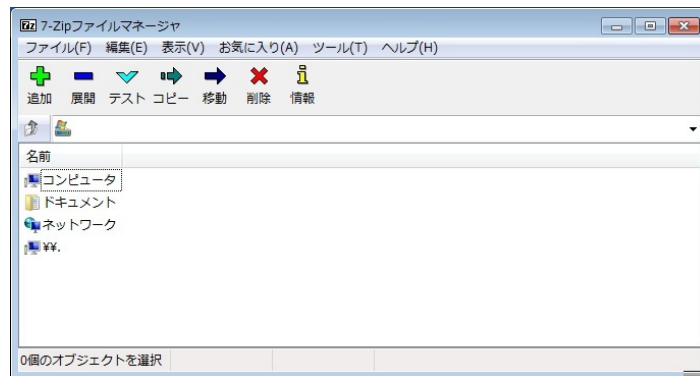 7-Zipファイルマネージャ
ファイル(F) 編集(E) 表示(V) お気に入り(A) ツール(T) ヘルプ(H)
追加 展開 テスト コピー 移動 削除 情報
名前
コンピュータ
ドキュメント
ネットワーク
¥¥.
0個のオブジェクトを選択